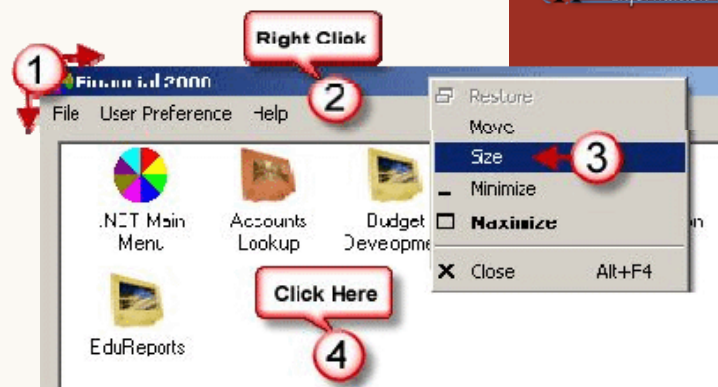 Right Click
1
Financial 2000
2
File User Preference Help
Restore
Move
Size
3
Minimize
Maximize
Close Alt+F4
.NET Main Menu
Accounts Lookup
Budget
EduReports
Click Here
4